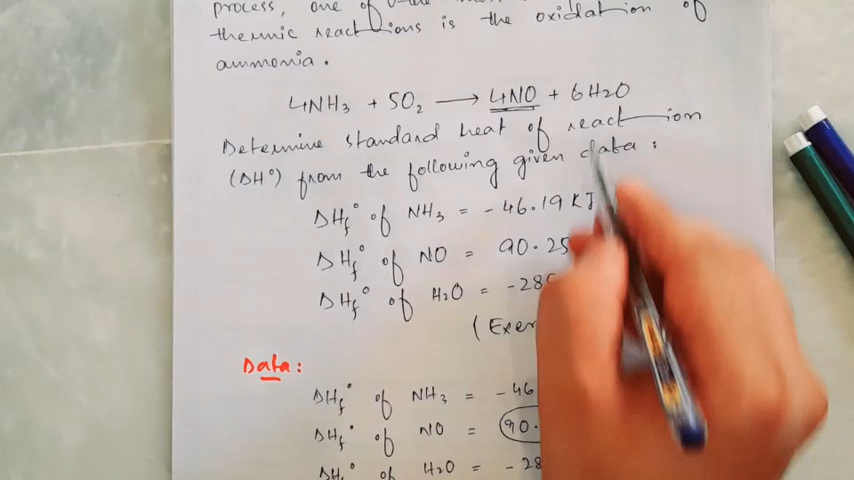 process, one of
thermic reactions is the oxidation of
ammonia.
4NH3 + 5O2 → 4NO + 6H2O
Determine standard heat of reaction
(ΔH°) from the following given data :
ΔHf° of NH3 = -46.19 KJ
ΔHf° of NO = 90.25
ΔHf° of H2O = -28
(Exer
Data:
ΔHf° of NH3 = -46
ΔHf° of NO = 90.
ΔHf° of H2O = -28